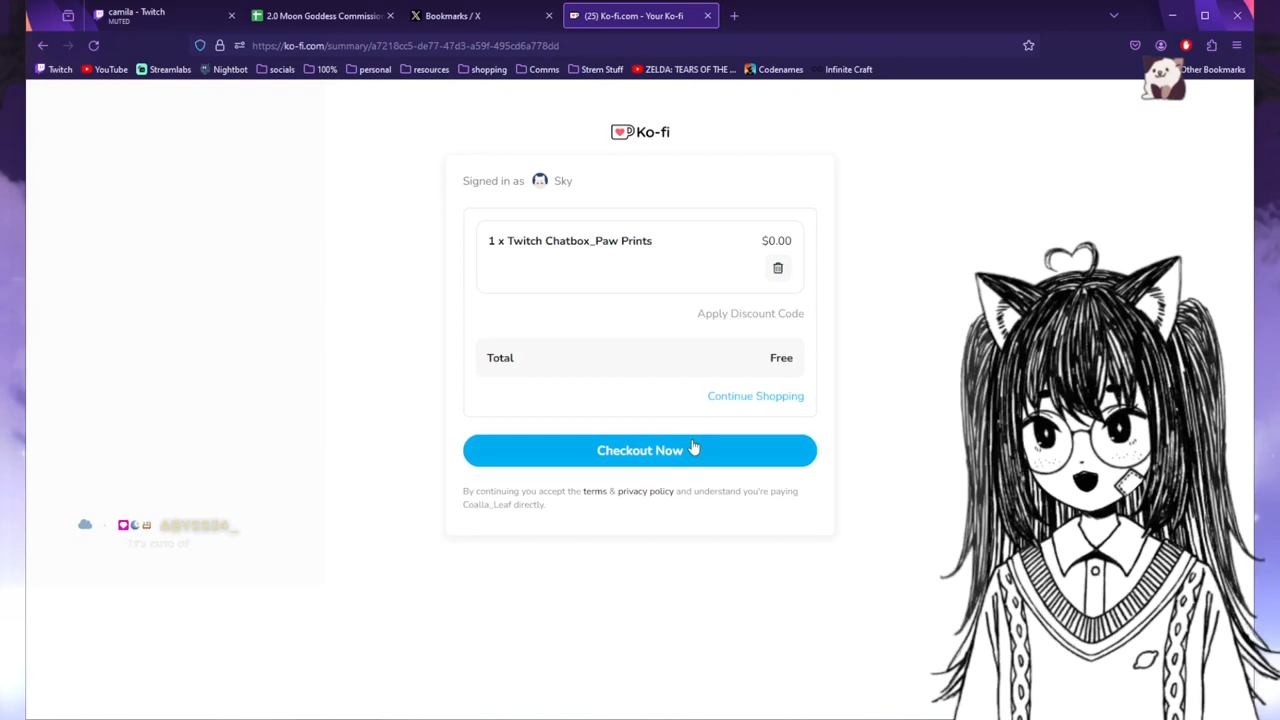 camila - Twitch
MUTED
2.0 Moon Goddess Commission
Bookmarks / X
(25) Ko-fi.com - Your Ko-fi
https://ko-fi.com/summary/a7218cc5-de77-47d3-a59f-495cd6a778dd
Twitch
YouTube
Streamlabs
Nightbot
socials
100%
personal
resources
shopping
Comms
Strem Stuff
ZELDA: TEARS OF THE ...
Codenames
Infinite Craft
Other Bookmarks
Ko-fi
Signed in as Sky
1 x Twitch Chatbox_Paw Prints $0.00
Apply Discount Code
Total Free
Continue Shopping
Checkout Now
By continuing you accept the terms & privacy policy and understand you're paying
Coalla_Leaf directly.